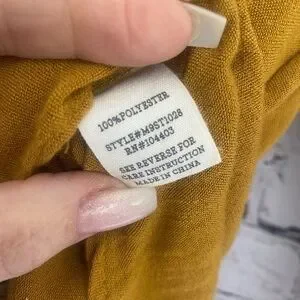 100%POLYESTER
STYLE#M9ST1028
RN#104403
SEE REVERSE FOR
CARE INSTRUCTION
MADE IN CHINA